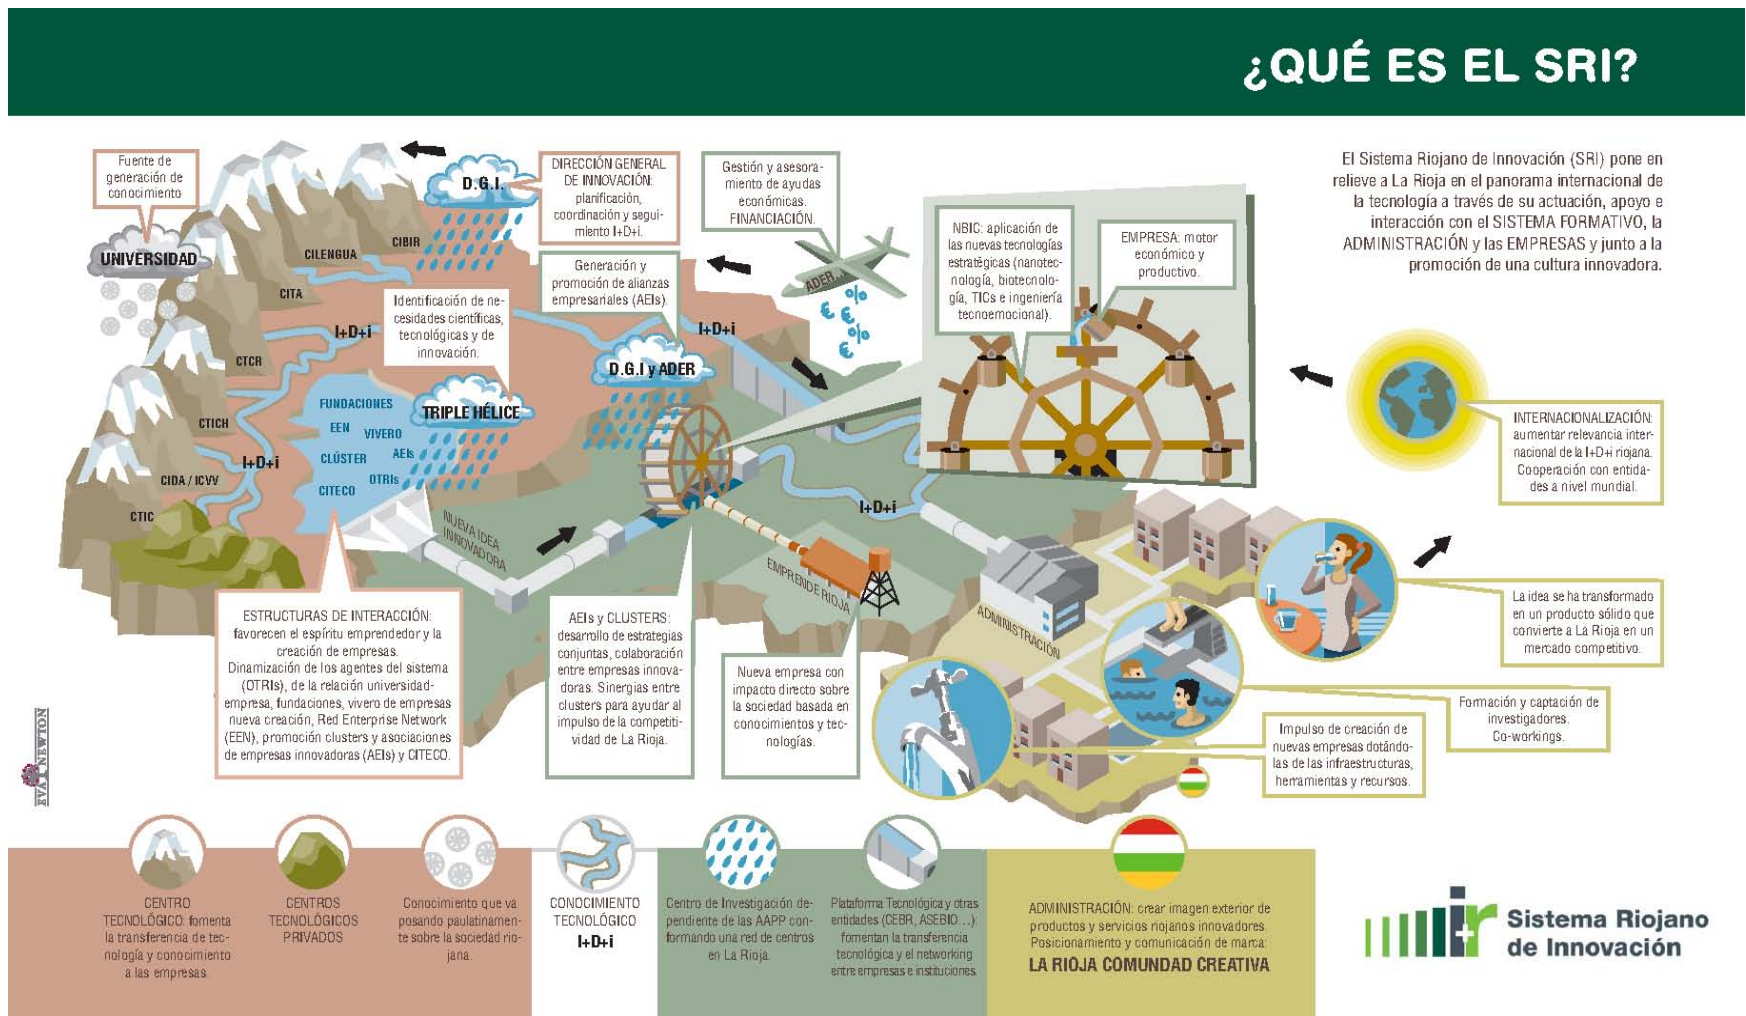 ¿QUÉ ES EL SRI?
El Sistema Riojano de Innovación (SRI) pone en
relieve a La Rioja en el panorama internacional de
la tecnología a través de su actuación, apoyo e
interacción con el SISTEMA FORMATIVO, la
ADMINISTRACIÓN y las EMPRESAS y junto a la
promoción de una cultura innovadora.
Fuente de
generación de
conocimiento
UNIVERSIDAD
D.G.I.
DIRECCIÓN GENERAL
DE INNOVACIÓN:
planificación,
coordinación y segui-
miento I+D+i.
Gestión y asesora-
miento de ayudas
económicas.
FINANCIACIÓN.
ADER...
%
€ €
%
€
NBIC: aplicación de
las nuevas tecnologías
estratégicas (nanotec-
nología, biotecnolo-
gía, TICs e ingeniería
tecnoemocional).
EMPRESA: motor
económico y
productivo.
CIBIR
CILENGUA
CITA
CTCR
CTICH
CIDA / ICVV
CTIC
Identificación de ne-
cesidades científicas,
tecnológicas y de
innovación.
Generación y
promoción de alianzas
empresariales (AEIs).
I+D+i
I+D+i
I+D+i
I+D+i
D.G.I y ADER
TRIPLE HÉLICE
FUNDACIONES
EEN
VIVERO
CLÚSTER
AEIs
OTRIs
CITECO
NUEVA IDEA
INNOVADORA
EMPRENDE RIOJA
ADMINISTRACIÓN
INTERNACIONALIZACIÓN:
aumentar relevancia inter-
nacional de la I+D+i riojana.
Cooperación con entida-
des a nivel mundial.
La idea se ha transformado
en un producto sólido que
convierte a La Rioja en un
mercado competitivo.
Formación y captación de
investigadores.
Co-workings.
Impulso de creación de
nuevas empresas dotándo-
las de las infraestructuras,
herramientas y recursos.
ESTRUCTURAS DE INTERACCIÓN:
favorecen el espíritu emprendedor y la
creación de empresas.
Dinamización de los agentes del sistema
(OTRIs), de la relación universidad-
empresa, fundaciones, vivero de empresas
nueva creación, Red Enterprise Network
(EEN), promoción clusters y asociaciones
de empresas innovadoras (AEIs) y CITECO.
AEIs y CLUSTERS:
desarrollo de estrategias
conjuntas, colaboración
entre empresas innova-
doras. Sinergias entre
clusters para ayudar al
impulso de la competiti-
vidad de La Rioja.
Nueva empresa con
impacto directo sobre
la sociedad basada en
conocimientos y tec-
nologías.
EVA NEWTON
CENTRO
TECNOLÓGICO: fomenta
la transferencia de tec-
nología y conocimiento
a las empresas.
CENTROS
TECNOLÓGICOS
PRIVADOS
Conocimiento que va
posando paulatinamen-
te sobre la sociedad rio-
jana.
CONOCIMIENTO
TECNOLÓGICO
I+D+i
Centro de Investigación de-
pendiente de las AAPP con-
formando una red de centros
en La Rioja.
Plataforma Tecnológica y otras
entidades (CEBR, ASEBIO...):
fomentan la transferencia
tecnológica y el networking
entre empresas e instituciones.
ADMINISTRACIÓN: crear imagen exterior de
productos y servicios riojanos innovadores.
Posicionamiento y comunicación de marca:
LA RIOJA COMUNDAD CREATIVA
Sistema Riojano
de Innovación